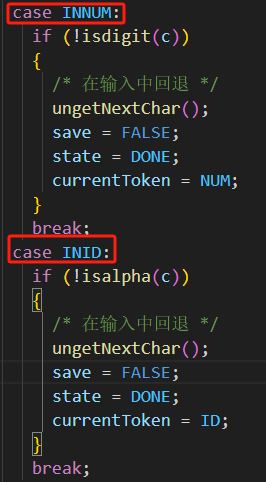 case INNUM:
if (!isdigit(c))
{
/* 在输入中回退 */
ungetNextChar();
save = FALSE;
state = DONE;
currentToken = NUM;
}
break;
case INID:
if (!isalpha(c))
{
/* 在输入中回退 */
ungetNextChar();
save = FALSE;
state = DONE;
currentToken = ID;
}
break;